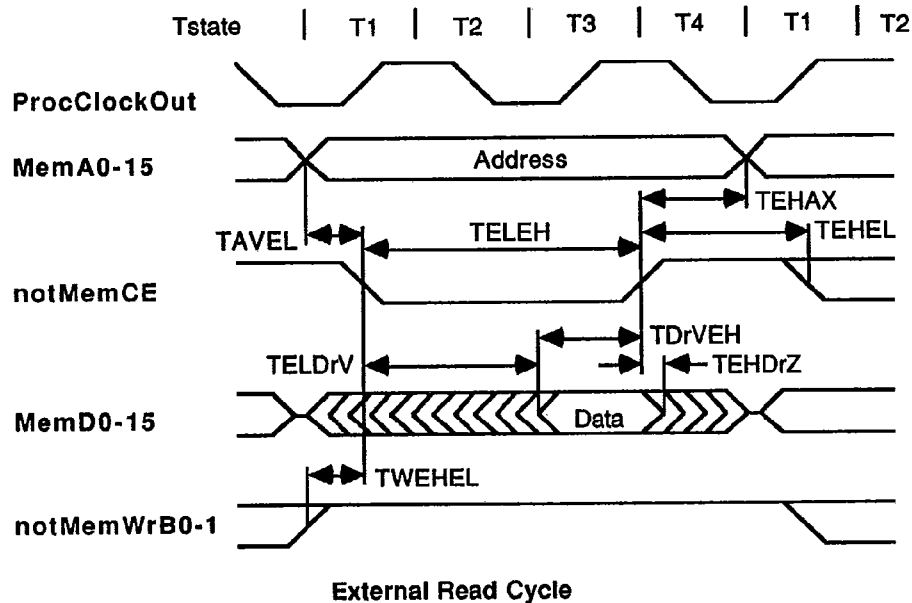 Tstate | T1 | T2 | T3 | T4 | T1 | T2
ProcClockOut
MemA0-15 Address
TEHAX
TAVEL TELEH TEHEL
notMemCE
TDrVEH
TELDrV TEHDrZ
MemD0-15 Data
TWEHEL
notMemWrB0-1
External Read Cycle